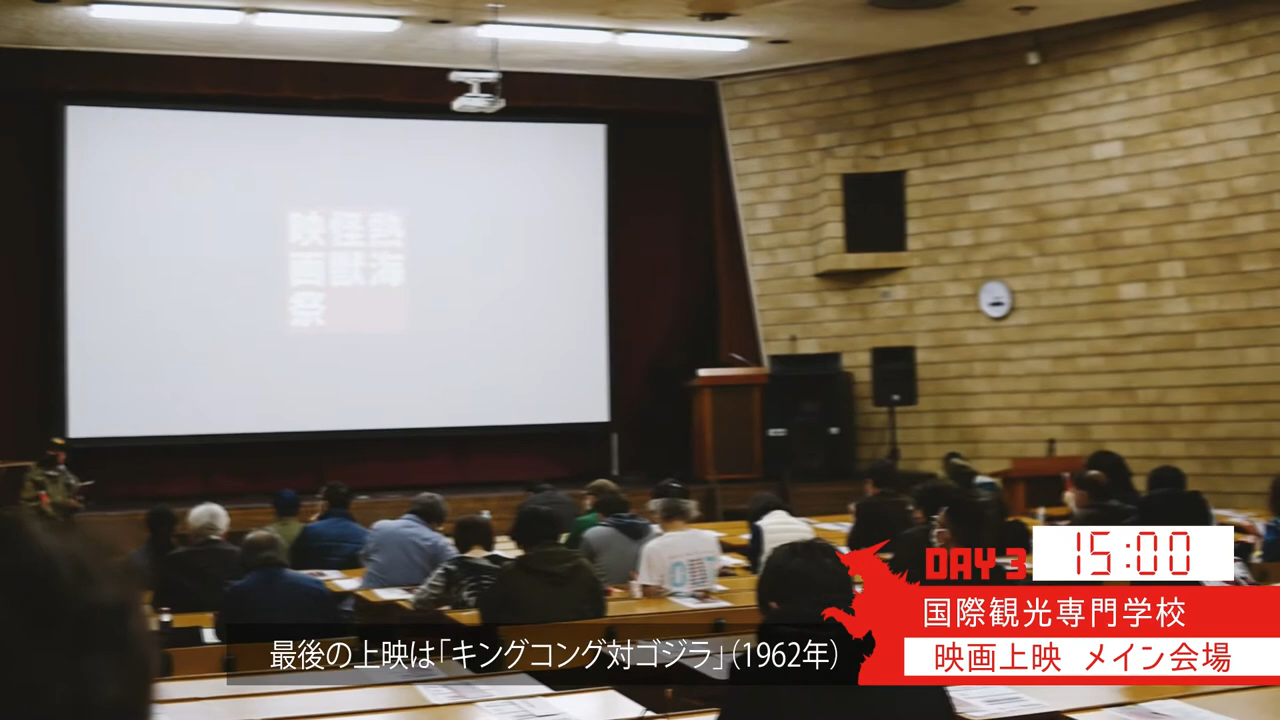 熱海
怪獣
映画祭
DAY 3
15:00
国際観光専門学校
映画上映 メイン会場
最後の上映は「キングコング対ゴジラ」(1962年)